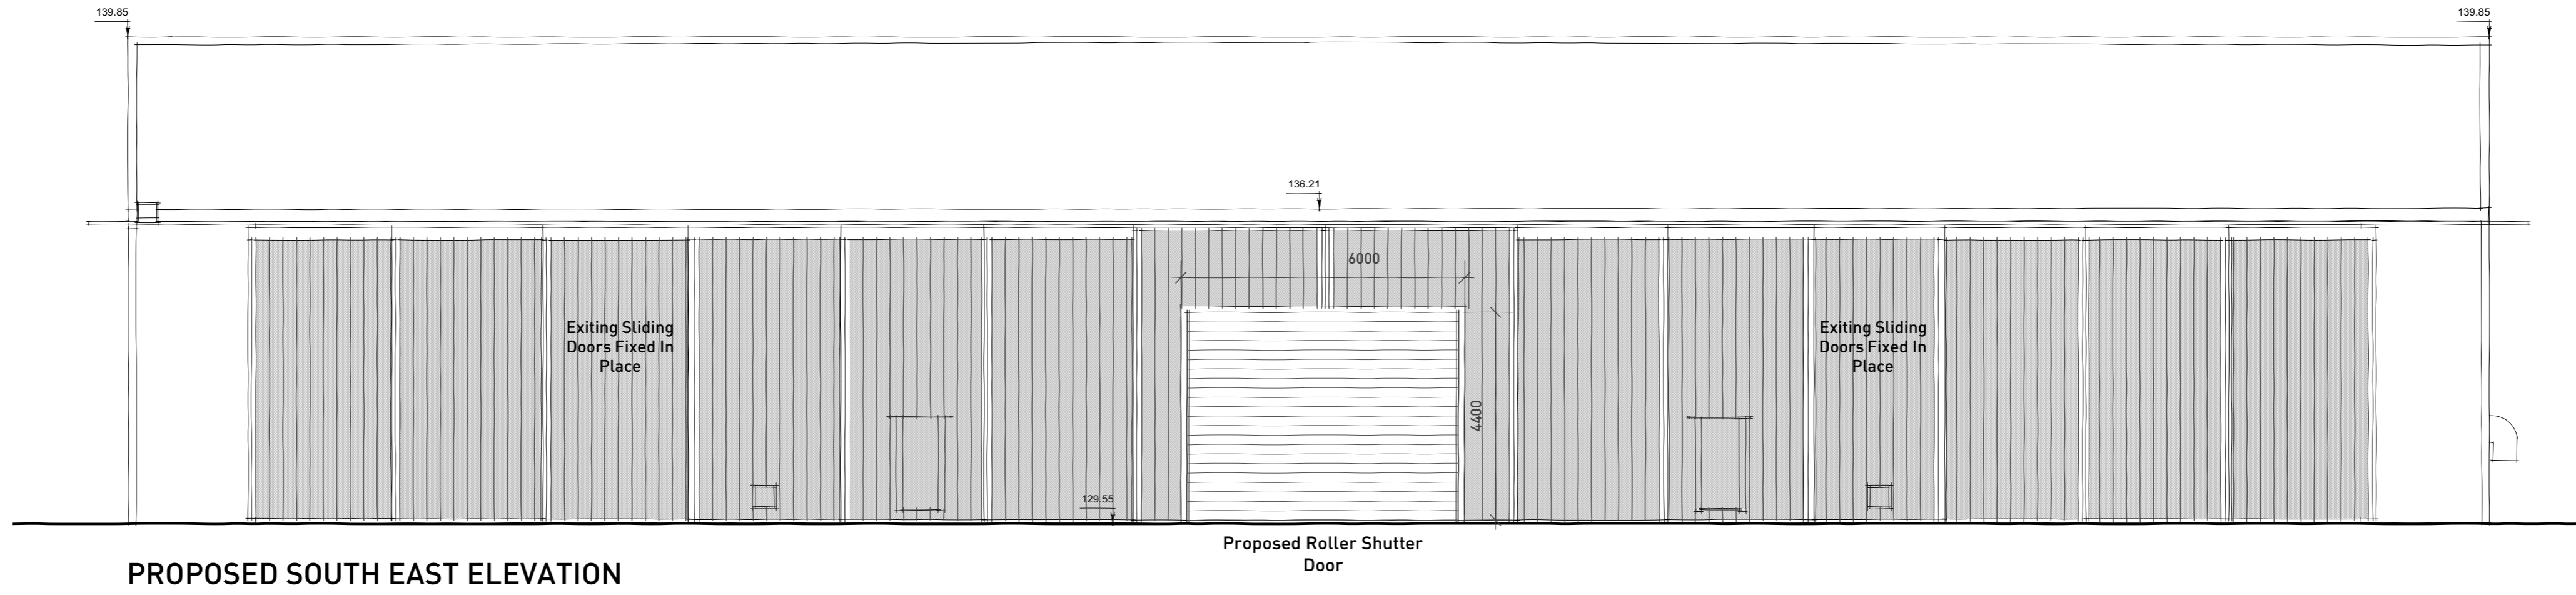 139.85
139.85
136.21
6000
Exiting Sliding
Doors Fixed In
Place
Exiting Sliding
Doors Fixed In
Place
4400
129.55
Proposed Roller Shutter
Door
PROPOSED SOUTH EAST ELEVATION